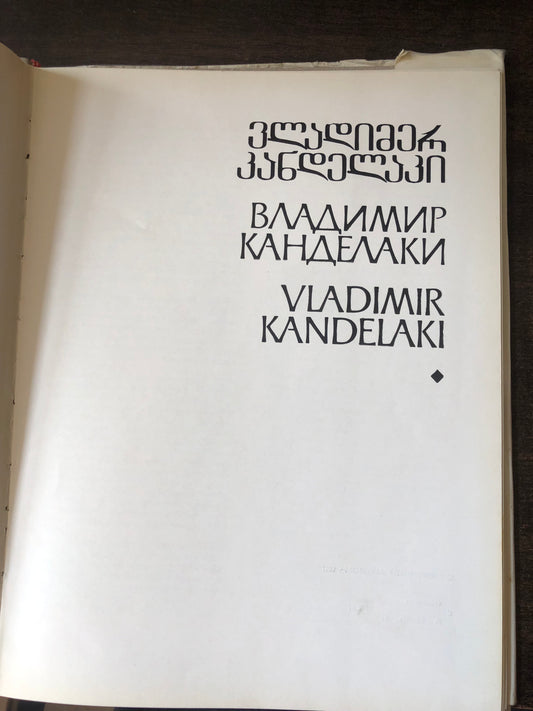 ვლადიმერ
კანდელაკი
ВЛАДИМИР
КАНДЕЛАКИ
VLADIMIR
KANDELAKI